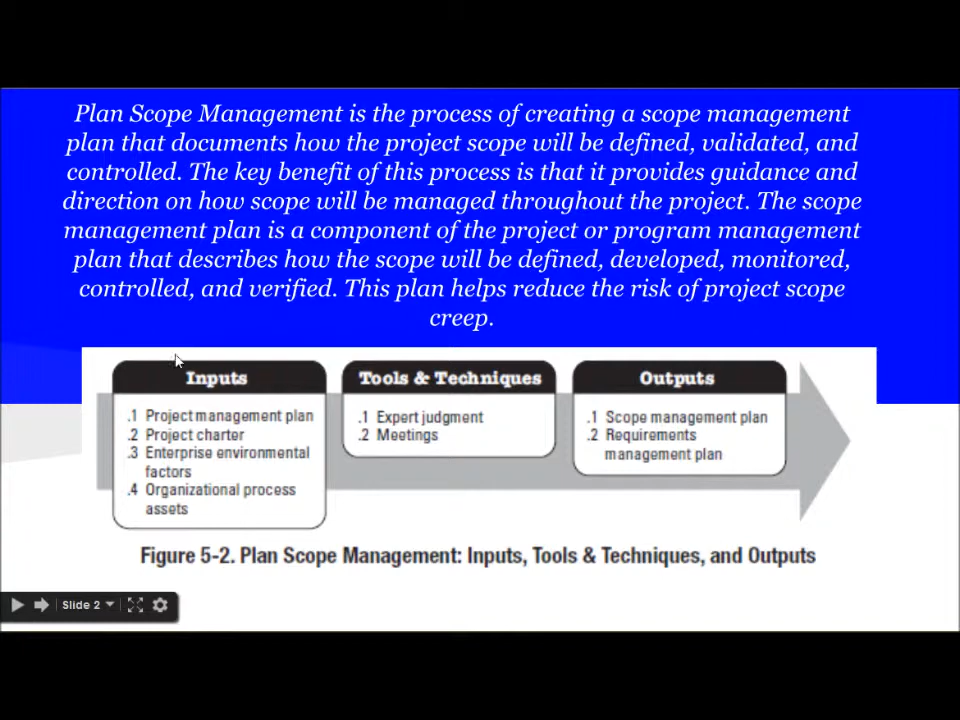 Plan Scope Management is the process of creating a scope management
plan that documents how the project scope will be defined, validated, and
controlled. The key benefit of this process is that it provides guidance and
direction on how scope will be managed throughout the project. The scope
management plan is a component of the project or program management
plan that describes how the scope will be defined, developed, monitored,
controlled, and verified. This plan helps reduce the risk of project scope
creep.
Inputs
.1 Project management plan
.2 Project charter
.3 Enterprise environmental
factors
.4 Organizational process
assets
Tools & Techniques
.1 Expert judgment
.2 Meetings
Outputs
.1 Scope management plan
.2 Requirements
management plan
Figure 5-2. Plan Scope Management: Inputs, Tools & Techniques, and Outputs
Slide 2